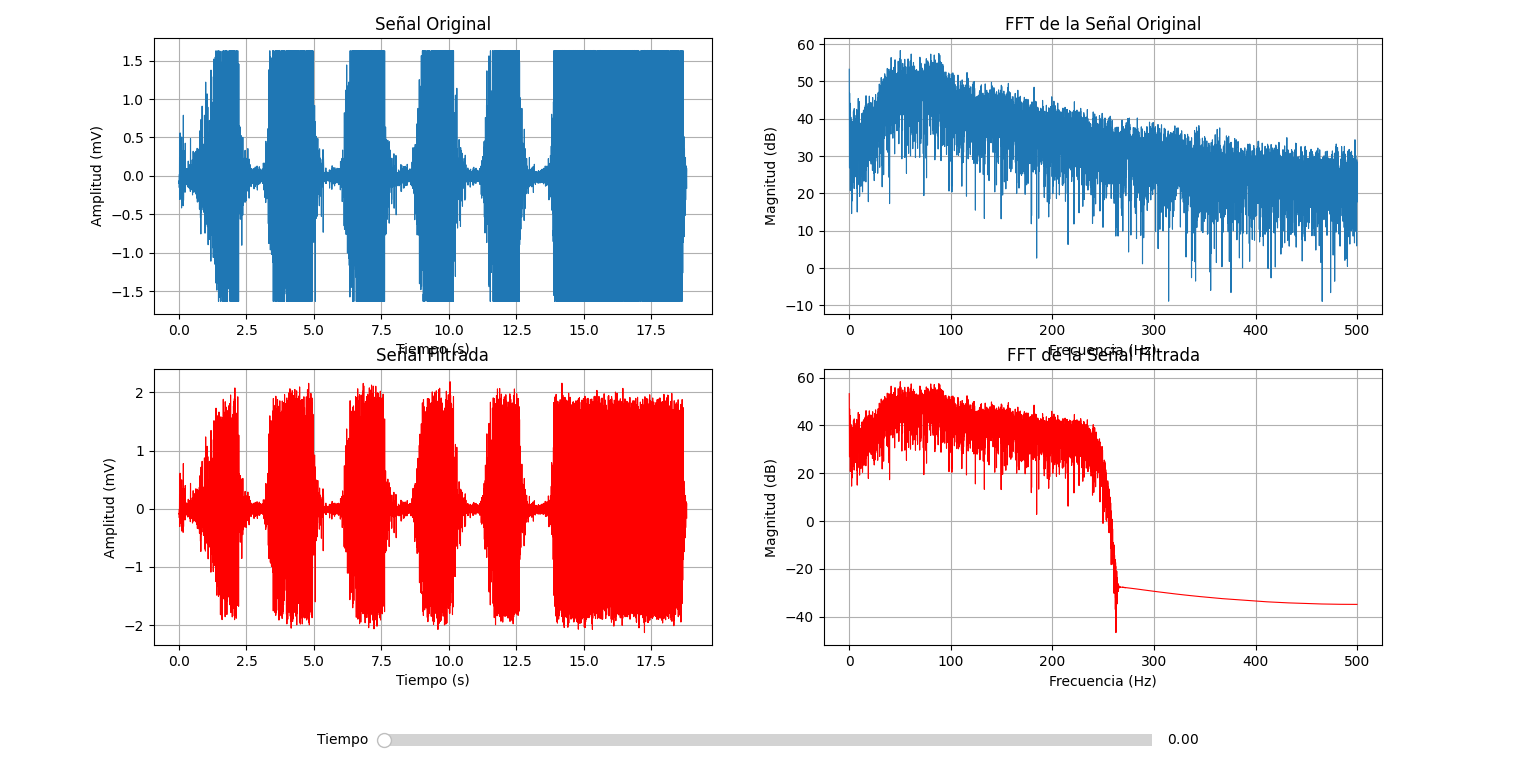 Señal Original
FFT de la Señal Original
Amplitud (mV)
1.5
1.0
0.5
0.0
−0.5
−1.0
−1.5
0.0 2.5 5.0 7.5 10.0 12.5 15.0 17.5
Tiempo (s)
Magnitud (dB)
60
50
40
30
20
10
0
−10
0 100 200 300 400 500
Frecuencia (Hz)
Señal Filtrada
FFT de la Señal Filtrada
Amplitud (mV)
2
1
0
−1
−2
0.0 2.5 5.0 7.5 10.0 12.5 15.0 17.5
Tiempo (s)
Magnitud (dB)
60
40
20
0
−20
−40
0 100 200 300 400 500
Frecuencia (Hz)
Tiempo 0.00